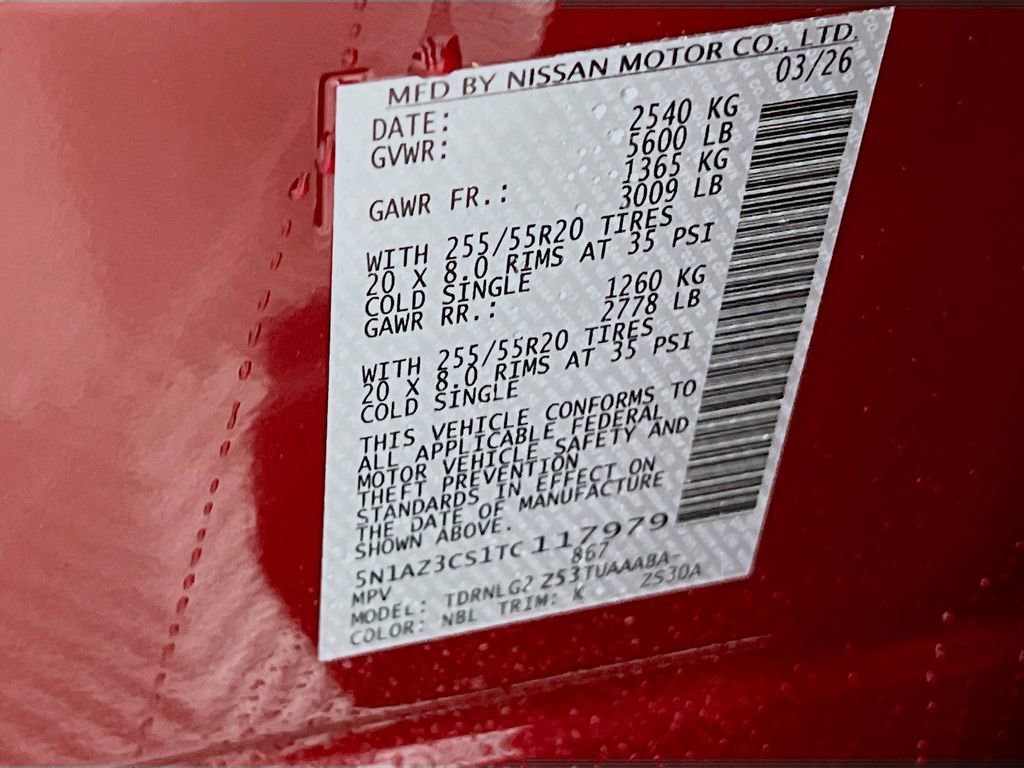 MFD BY NISSAN MOTOR CO., LTD.
DATE: 03/26
GVWR: 2540 KG
5600 LB
GAWR FR.: 1365 KG
3009 LB
WITH 255/55R20 TIRES
20 X 8.0 RIMS AT 35 PSI
COLD SINGLE
GAWR RR.: 1260 KG
2778 LB
WITH 255/55R20 TIRES
20 X 8.0 RIMS AT 35 PSI
COLD SINGLE
THIS VEHICLE CONFORMS TO
ALL APPLICABLE FEDERAL
MOTOR VEHICLE SAFETY AND
THEFT PREVENTION
STANDARDS IN EFFECT ON
THE DATE OF MANUFACTURE
SHOWN ABOVE.
5N1AZ3CS1TC117979
MPV 867
MODEL: TDRNLG2 ZS3TUAAABA-
COLOR: NBL TRIM: K ZS30A